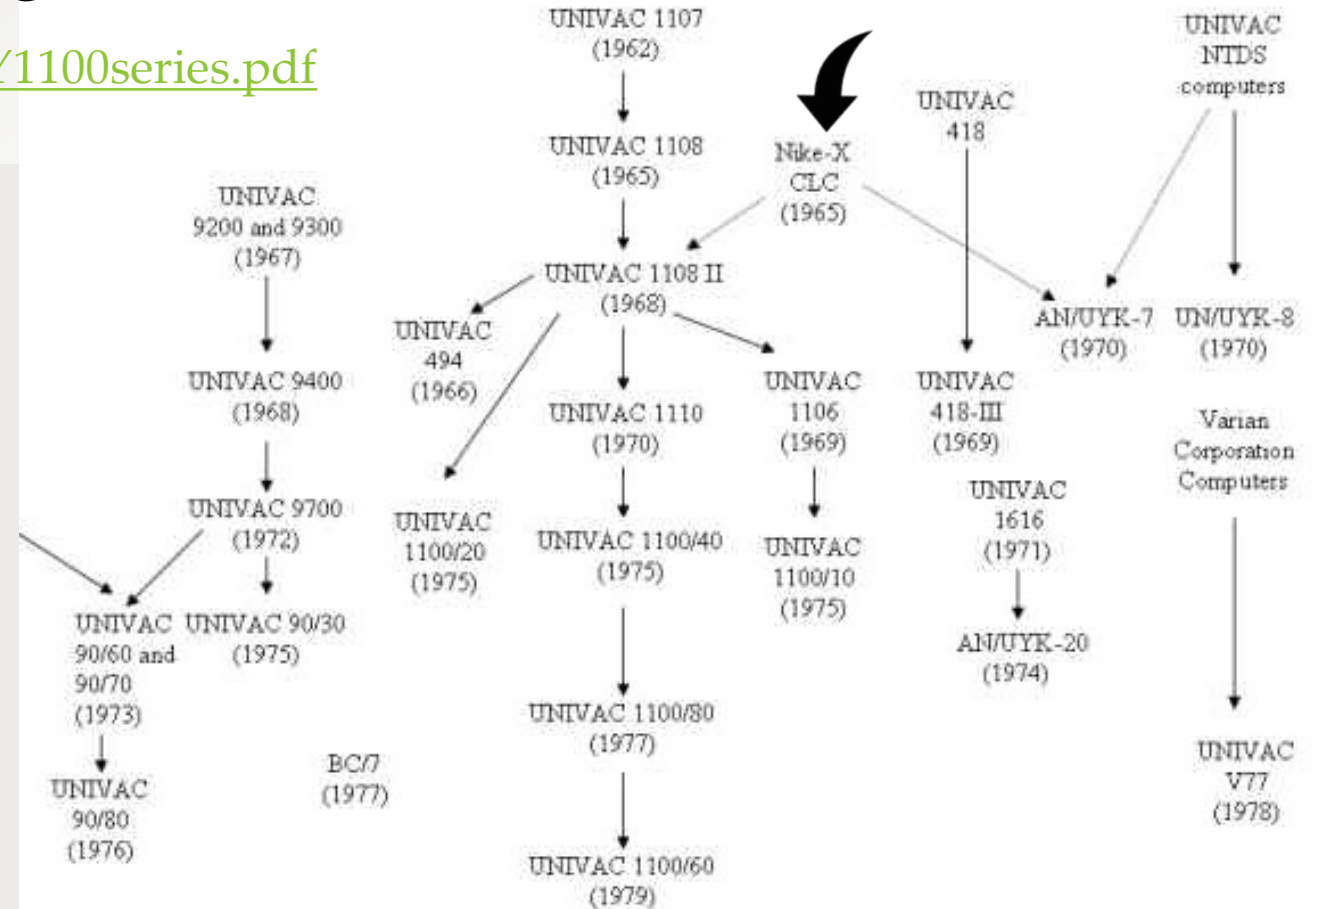 /1100series.pdf
UNIVAC 1107
(1962)
UNIVAC 1108
(1965)
Nike-X
CLC
(1965)
UNIVAC
418
UNIVAC
NTDS
computers
UNIVAC
9200 and 9300
(1967)
UNIVAC 1108 II
(1968)
UNIVAC
494
(1966)
AN/UYK-7
(1970)
UN/UYK-8
(1970)
UNIVAC 9400
(1968)
UNIVAC 1110
(1970)
UNIVAC
1106
(1969)
UNIVAC
418-III
(1969)
Varian
Corporation
Computers
UNIVAC 9700
(1972)
UNIVAC
1100/20
(1975)
UNIVAC 1100/40
(1975)
UNIVAC
1100/10
(1975)
UNIVAC
1616
(1971)
UNIVAC
90/60 and
90/70
(1973)
UNIVAC 90/30
(1975)
AN/UYK-20
(1974)
UNIVAC 1100/80
(1977)
UNIVAC
90/80
(1976)
BC/7
(1977)
UNIVAC
V77
(1978)
UNIVAC 1100/60
(1979)